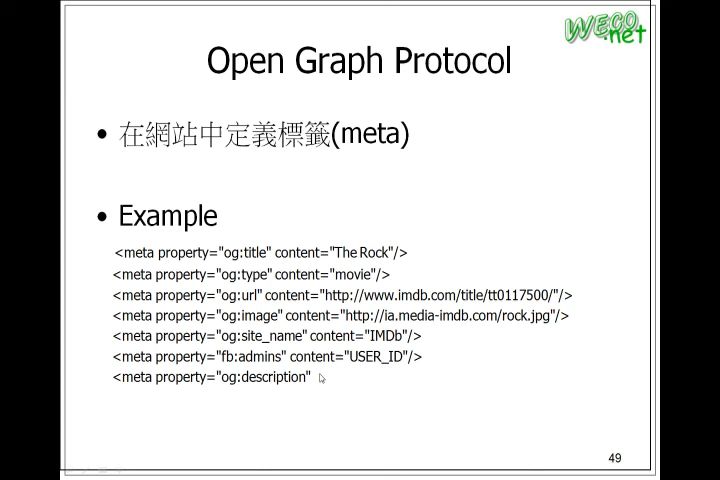 WECO.net
Open Graph Protocol
• 在網站中定義標籤(meta)
• Example
<meta property="og:title" content="The Rock"/>
<meta property="og:type" content="movie"/>
<meta property="og:url" content="http://www.imdb.com/title/tt0117500/"/>
<meta property="og:image" content="http://ia.media-imdb.com/rock.jpg"/>
<meta property="og:site_name" content="IMDb"/>
<meta property="fb:admins" content="USER_ID"/>
<meta property="og:description"
49